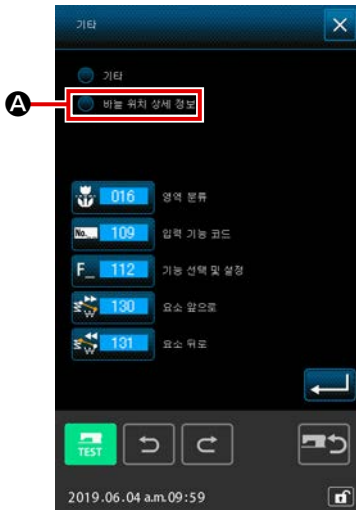 기타
기타
A
바늘 위치 상세 정보
016 영역 분류
No. 109 입력 기능 코드
F_ 112 기능 선택 및 설정
130 요소 앞으로
131 요소 뒤로
TEST
2019.06.04 a.m.09:59